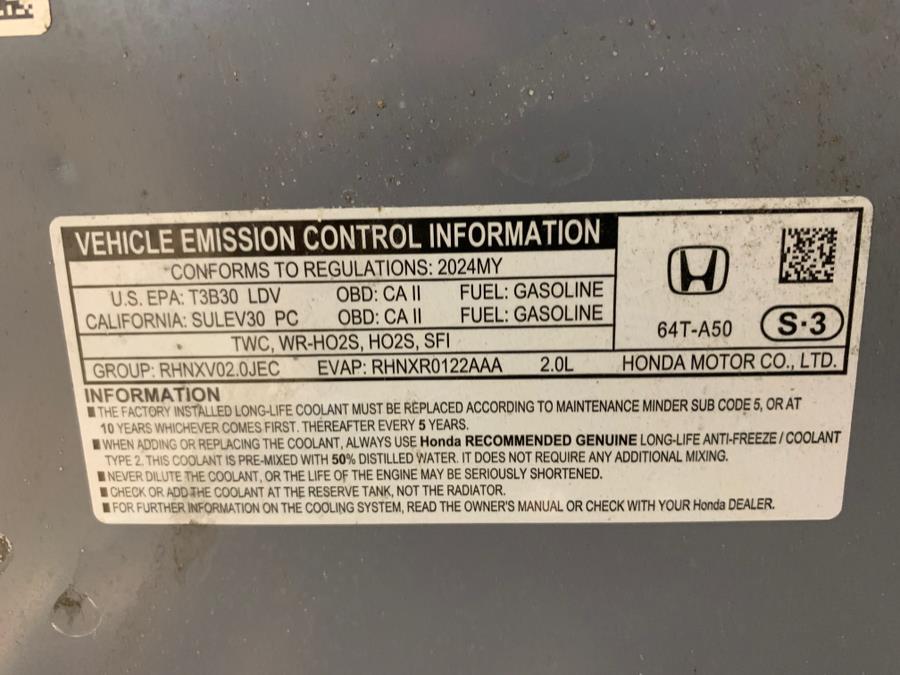 VEHICLE EMISSION CONTROL INFORMATION
CONFORMS TO REGULATIONS: 2024MY
U.S. EPA: T3B30 LDV OBD: CA II FUEL: GASOLINE
CALIFORNIA: SULEV30 PC OBD: CA II FUEL: GASOLINE
TWC, WR-HO2S, HO2S, SFI
GROUP: RHNXV02.0JEC EVAP: RHNXR0122AAA 2.0L
64T-A50 S·3
HONDA MOTOR CO., LTD.
INFORMATION
■ THE FACTORY INSTALLED LONG-LIFE COOLANT MUST BE REPLACED ACCORDING TO MAINTENANCE MINDER SUB CODE 5, OR AT
10 YEARS WHICHEVER COMES FIRST. THEREAFTER EVERY 5 YEARS.
■ WHEN ADDING OR REPLACING THE COOLANT, ALWAYS USE Honda RECOMMENDED GENUINE LONG-LIFE ANTI-FREEZE / COOLANT
TYPE 2. THIS COOLANT IS PRE-MIXED WITH 50% DISTILLED WATER. IT DOES NOT REQUIRE ANY ADDITIONAL MIXING.
■ NEVER DILUTE THE COOLANT, OR THE LIFE OF THE ENGINE MAY BE SERIOUSLY SHORTENED.
■ CHECK OR ADD THE COOLANT AT THE RESERVE TANK, NOT THE RADIATOR.
■ FOR FURTHER INFORMATION ON THE COOLING SYSTEM, READ THE OWNER'S MANUAL OR CHECK WITH YOUR Honda DEALER.